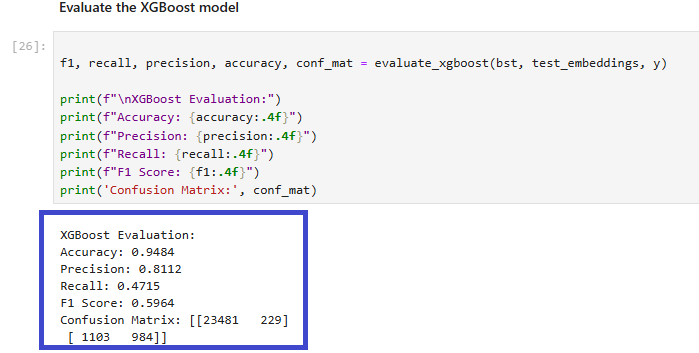 Evaluate the XGBoost model
[26]:
f1, recall, precision, accuracy, conf_mat = evaluate_xgboost(bst, test_embeddings, y)
print(f"\nXGBoost Evaluation:")
print(f"Accuracy: {accuracy:.4f}")
print(f"Precision: {precision:.4f}")
print(f"Recall: {recall:.4f}")
print(f"F1 Score: {f1:.4f}")
print('Confusion Matrix:', conf_mat)
XGBoost Evaluation:
Accuracy: 0.9484
Precision: 0.8112
Recall: 0.4715
F1 Score: 0.5964
Confusion Matrix: [[23481   229]
 [ 1103   984]]